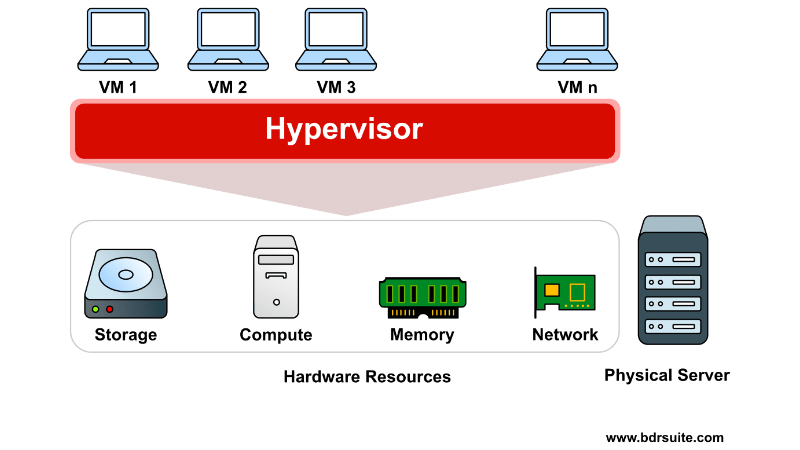 VM 1
VM 2
VM 3
VM n
Hypervisor
Storage
Compute
Memory
Network
Hardware Resources
Physical Server
www.bdrsuite.com